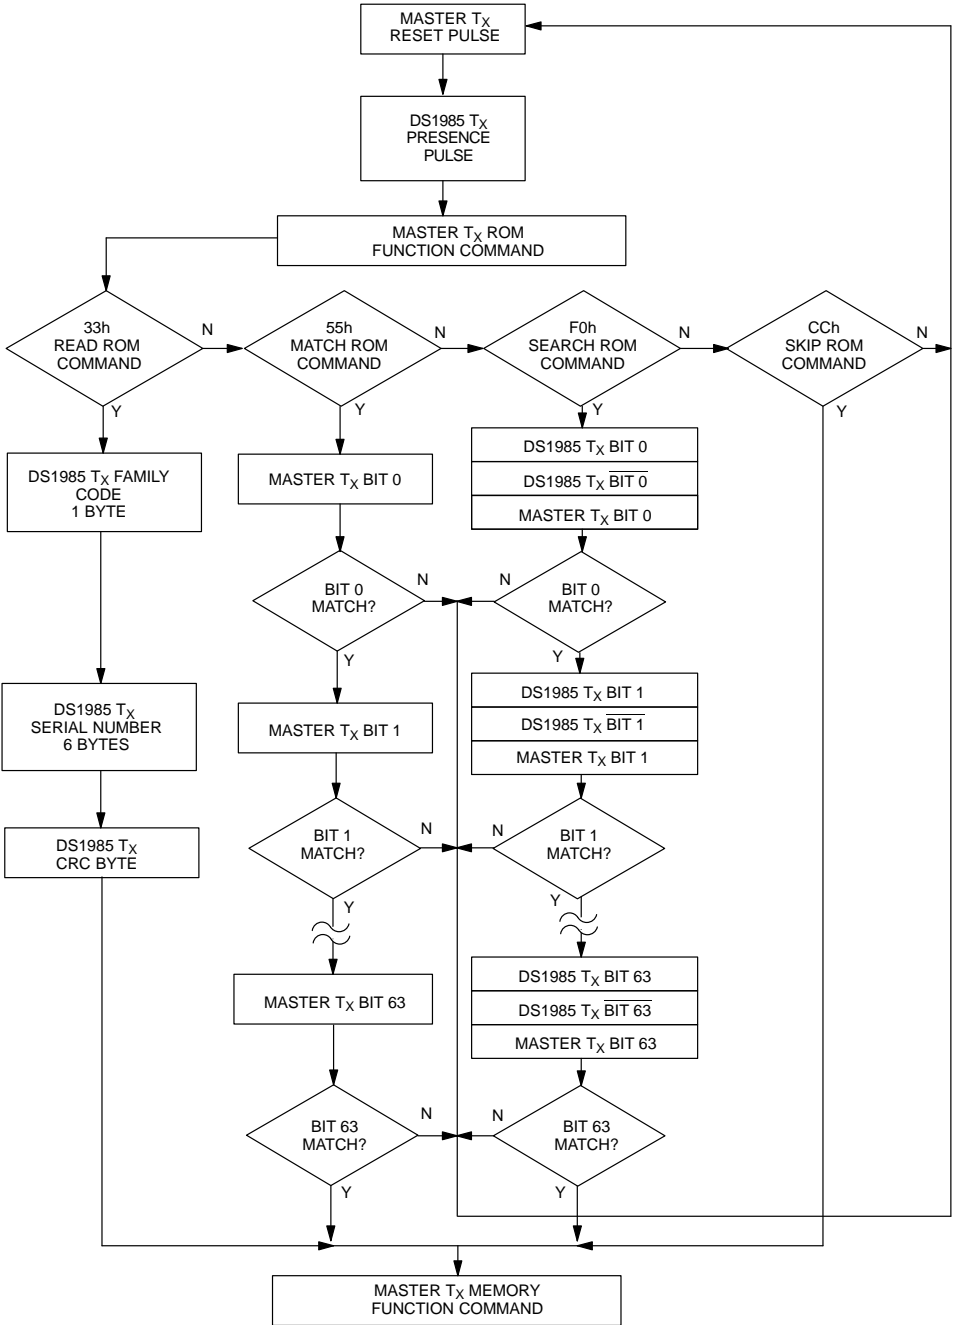 MASTER TX
RESET PULSE
DS1985 TX
PRESENCE
PULSE
MASTER TX ROM
FUNCTION COMMAND
33h
READ ROM
COMMAND
N
Y
55h
MATCH ROM
COMMAND
N
Y
F0h
SEARCH ROM
COMMAND
N
Y
CCh
SKIP ROM
COMMAND
N
Y
DS1985 TX FAMILY
CODE
1 BYTE
DS1985 TX
SERIAL NUMBER
6 BYTES
DS1985 TX
CRC BYTE
MASTER TX BIT 0
BIT 0
MATCH?
N
Y
MASTER TX BIT 1
BIT 1
MATCH?
N
Y
MASTER TX BIT 63
BIT 63
MATCH?
N
Y
DS1985 TX BIT 0
DS1985 TX B̅I̅T̅ ̅0̅
MASTER TX BIT 0
BIT 0
MATCH?
N
Y
DS1985 TX BIT 1
DS1985 TX B̅I̅T̅ ̅1̅
MASTER TX BIT 1
BIT 1
MATCH?
N
Y
DS1985 TX BIT 63
DS1985 TX B̅I̅T̅ ̅6̅3̅
MASTER TX BIT 63
BIT 63
MATCH?
N
Y
MASTER TX MEMORY
FUNCTION COMMAND